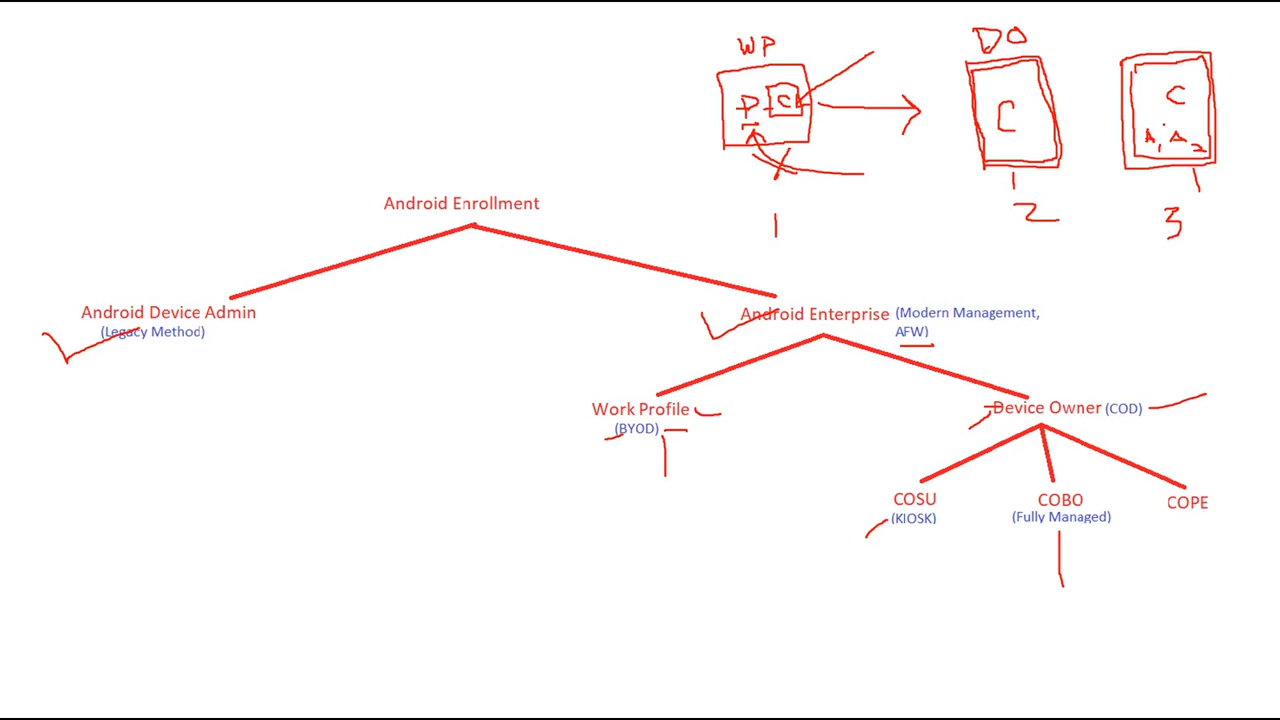 WP
DO
P C
C
C
A1 A2
1
2
3
Android Enrollment
Android Device Admin
(Legacy Method)
Android Enterprise (Modern Management,
AFW)
Work Profile
(BYOD)
Device Owner (COD)
COSU
(KIOSK)
COBO
(Fully Managed)
COPE